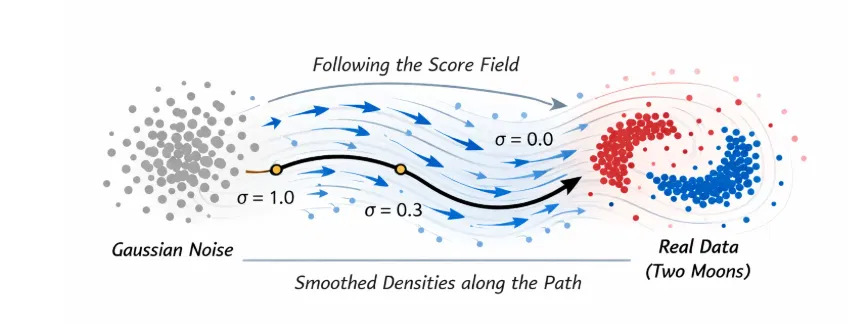 Following the Score Field
σ = 0.0
σ = 1.0
σ = 0.3
Gaussian Noise
Real Data
(Two Moons)
Smoothed Densities along the Path